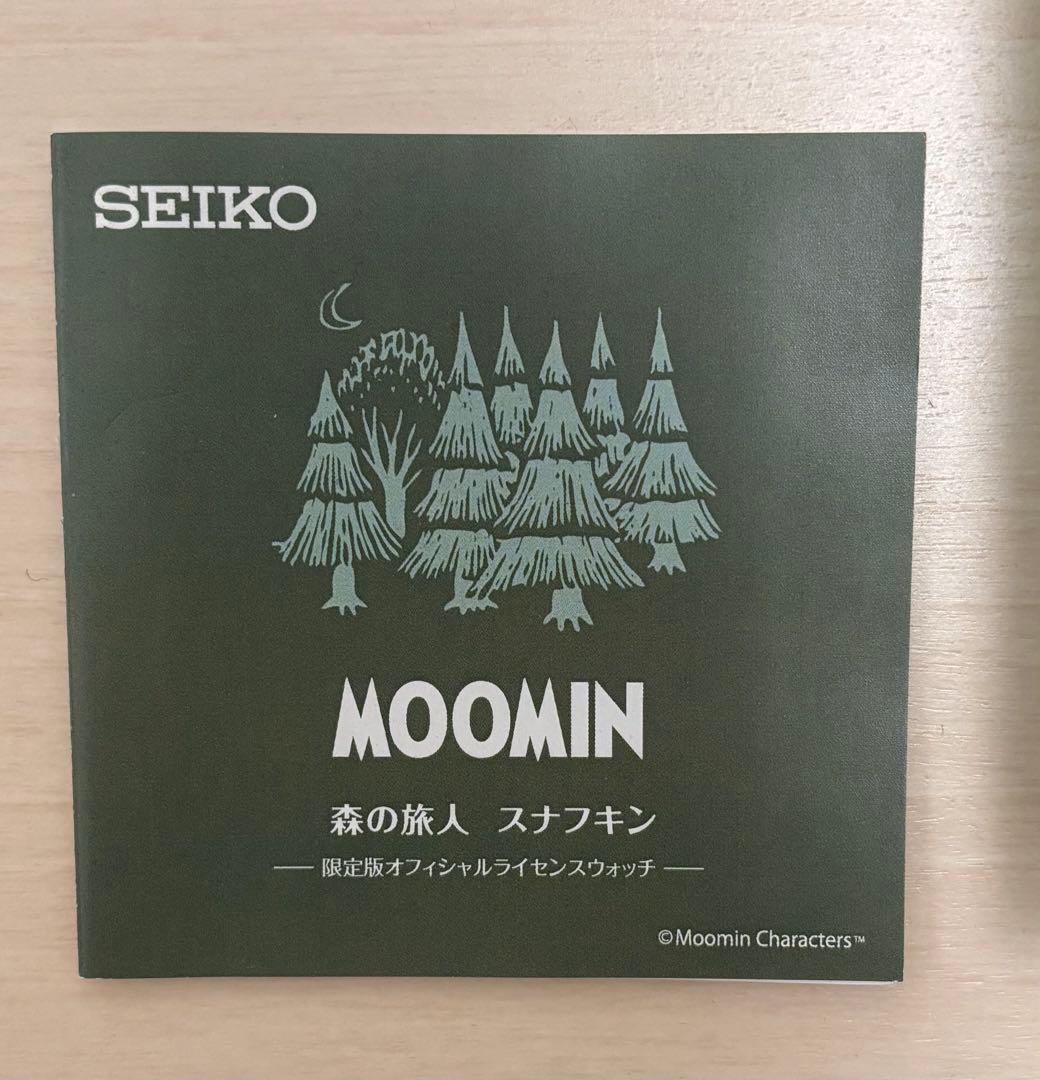 SEIKO
MOOMIN
森の旅人 スナフキン
限定版オフィシャルライセンスウォッチ
©Moomin Characters™